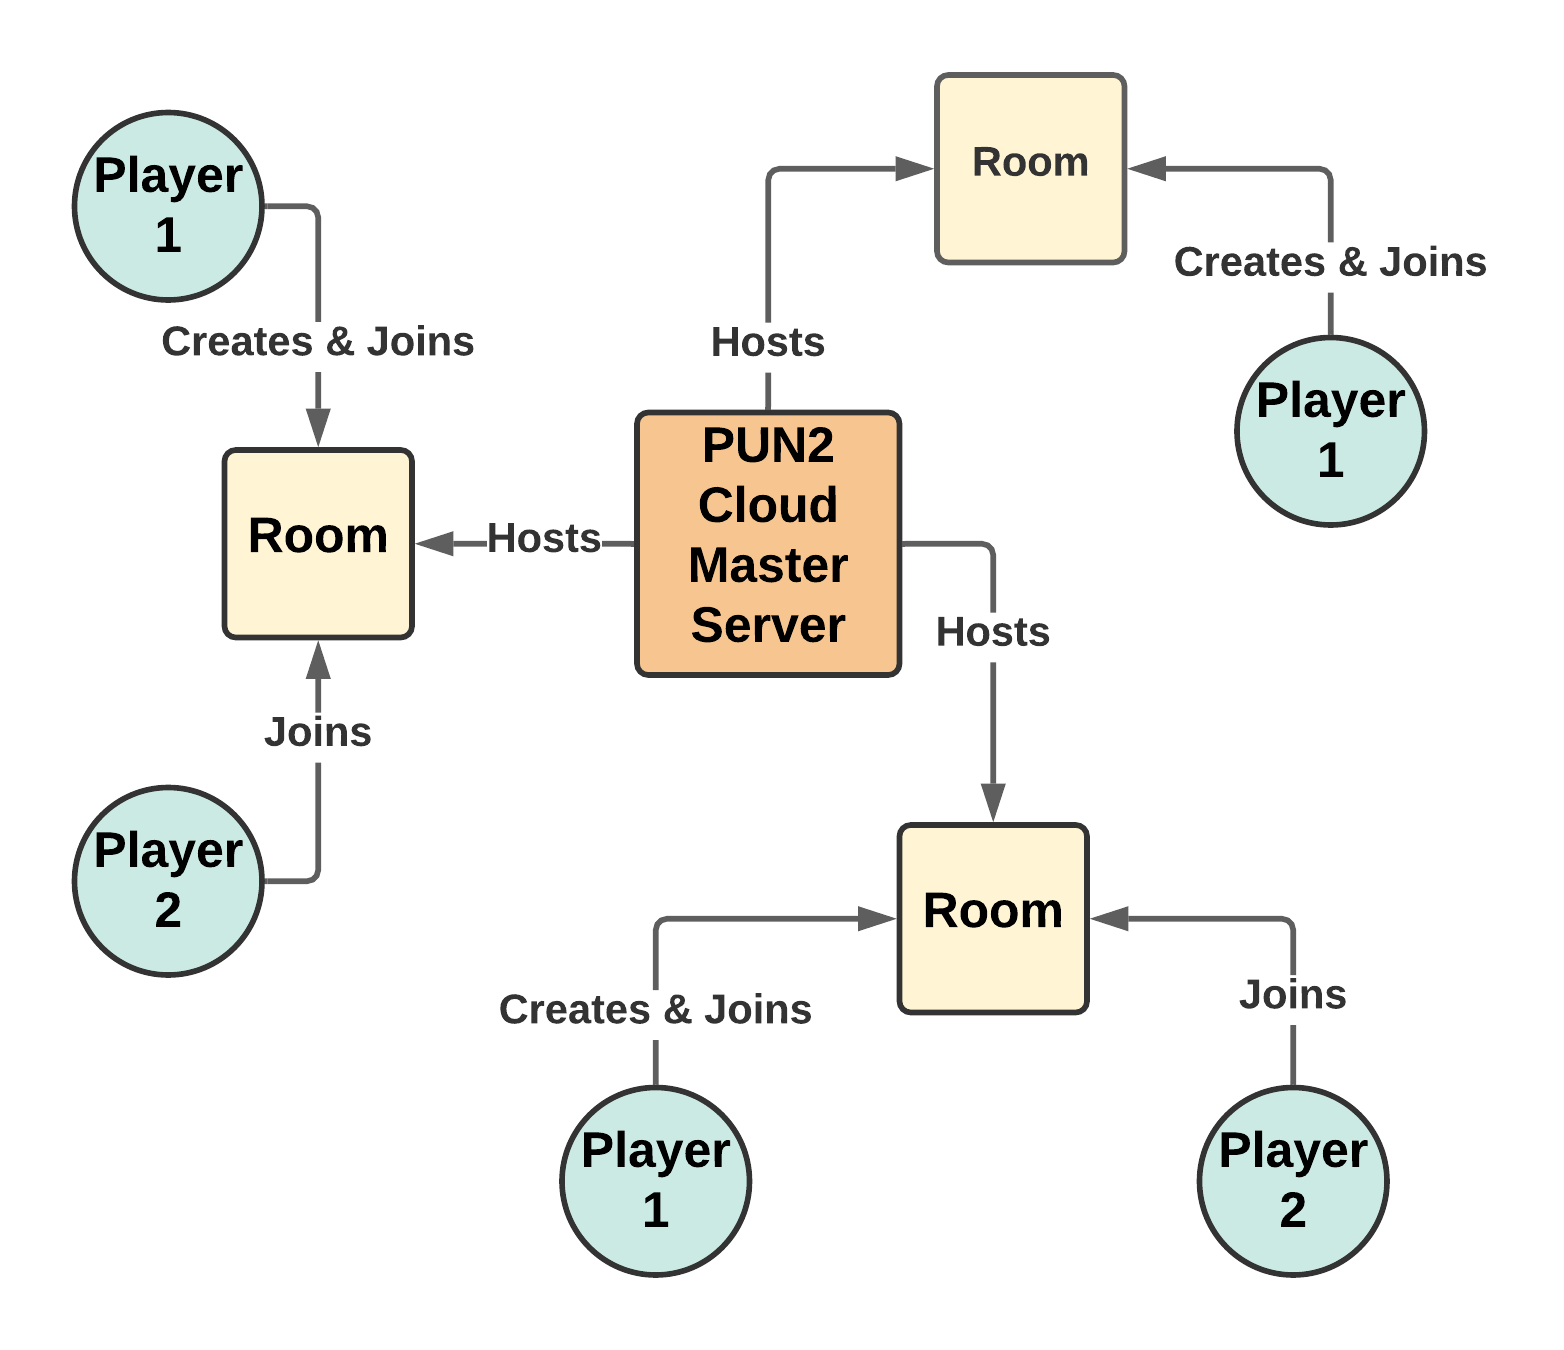 Player
1
Creates & Joins
Room
Hosts
Joins
Player
2
PUN2
Cloud
Master
Server
Hosts
Room
Creates & Joins
Player
1
Hosts
Room
Creates & Joins
Player
1
Joins
Player
2